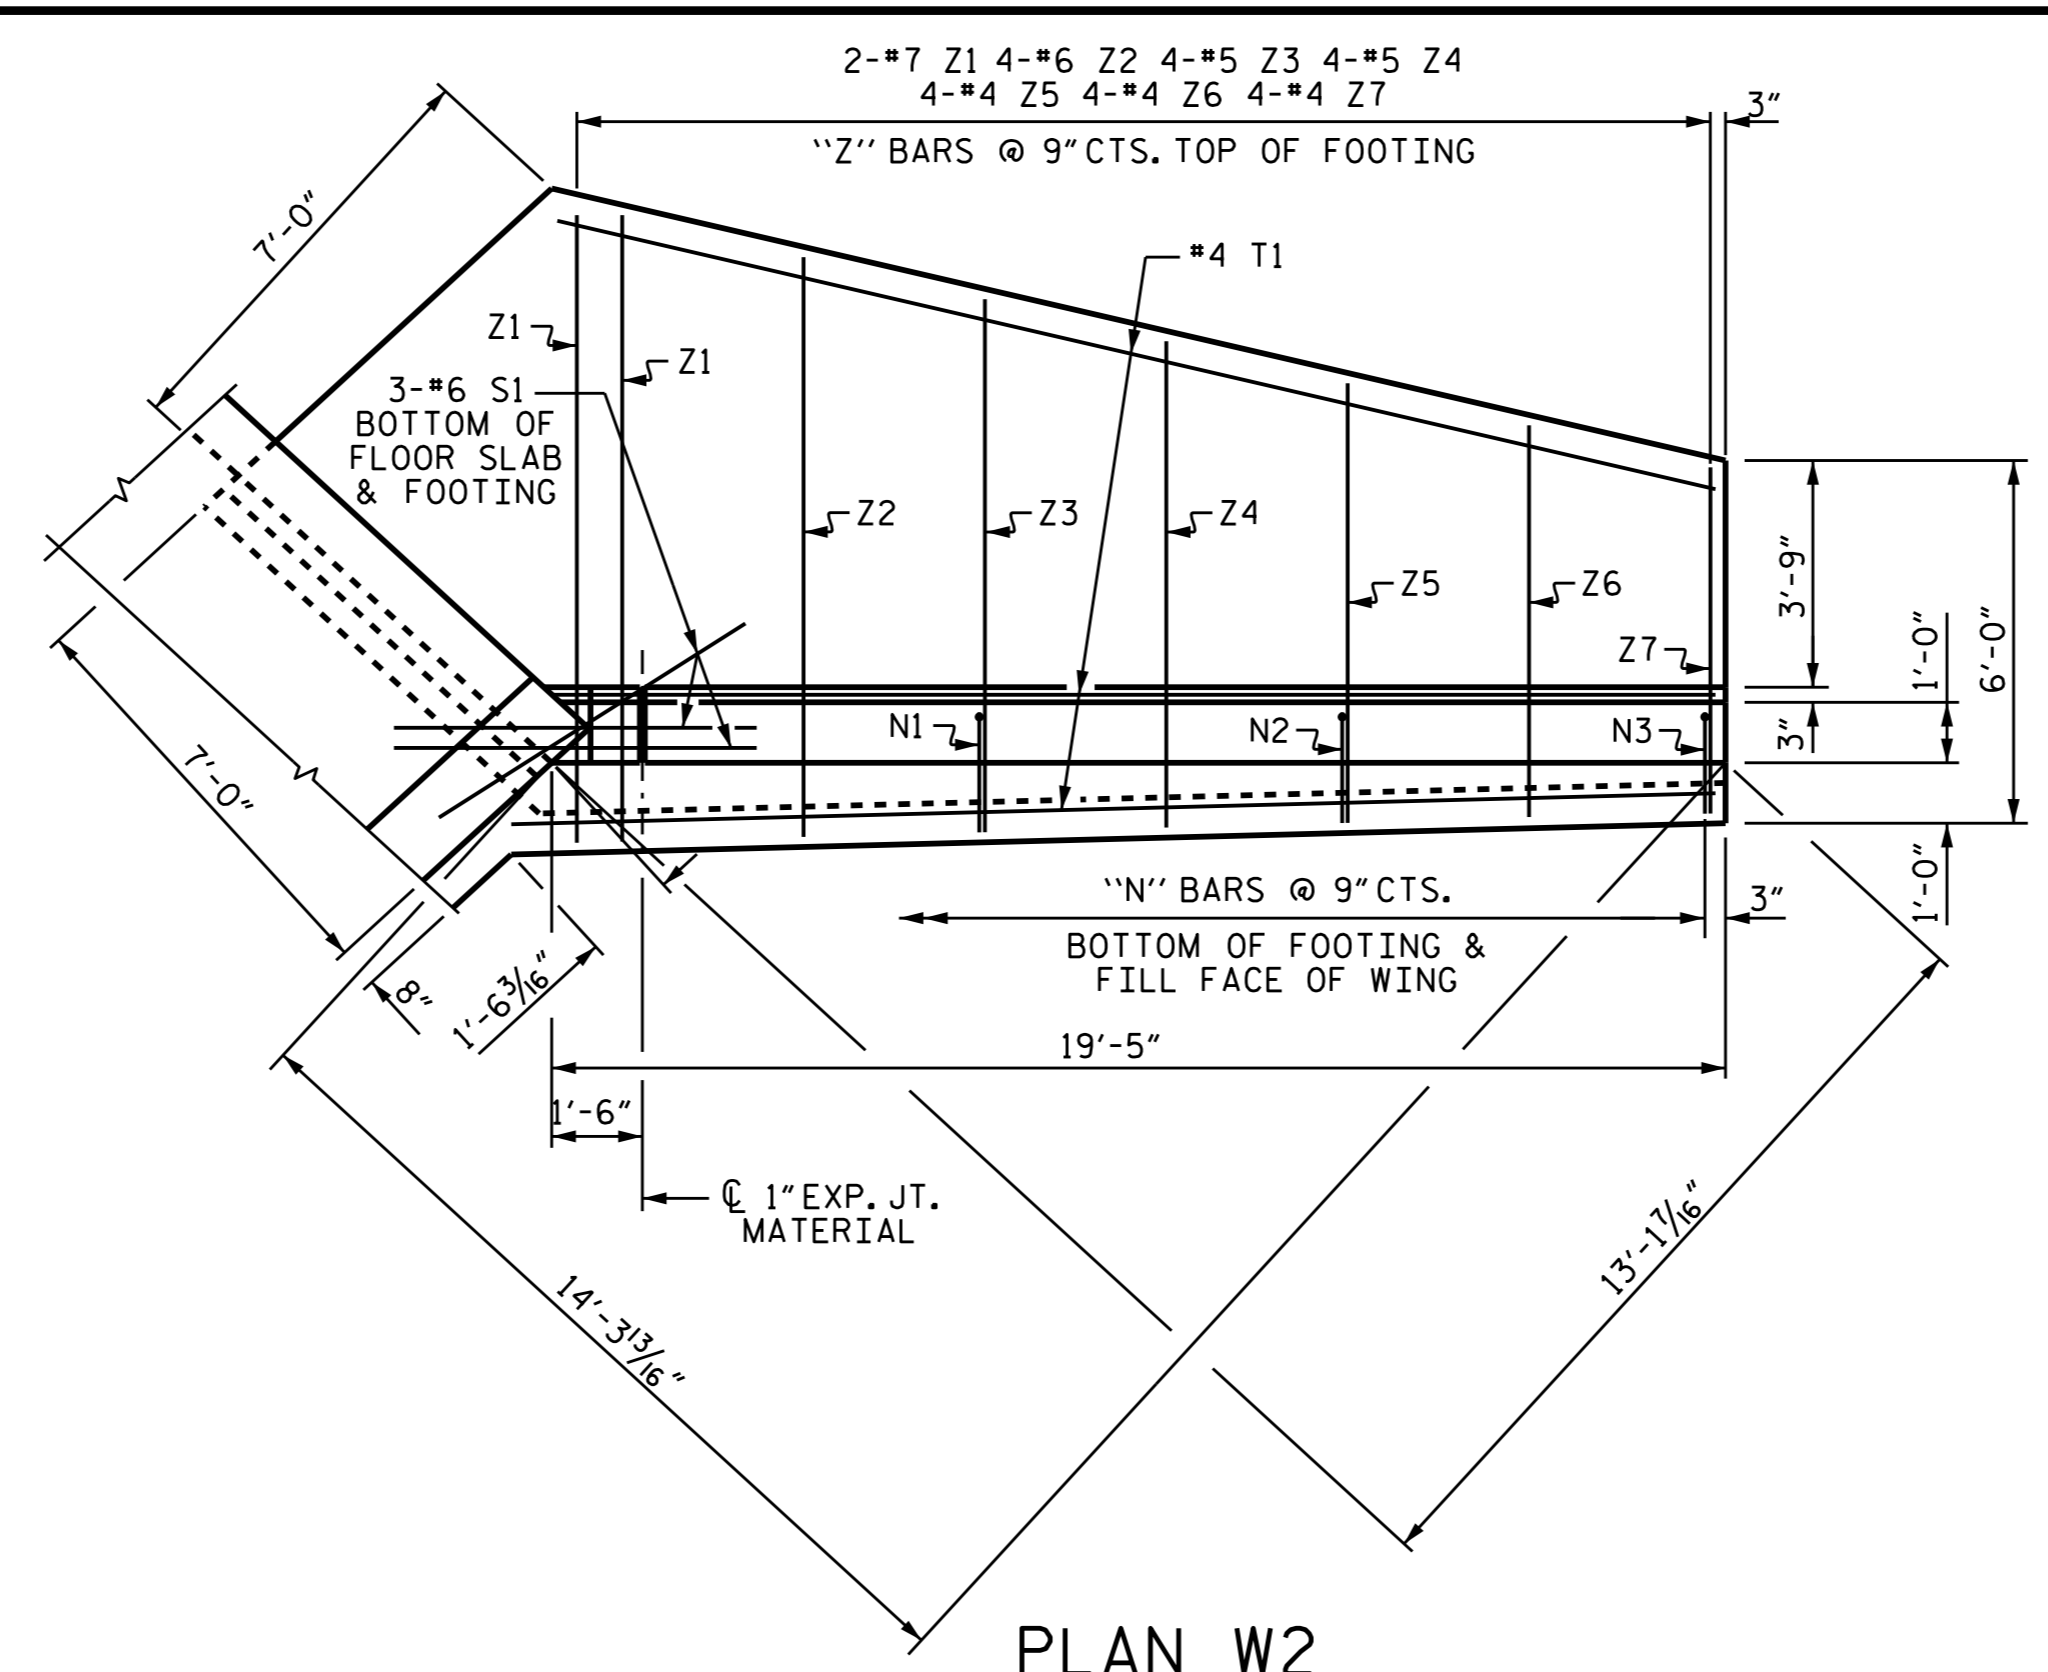 2-#7 Z1 4-#6 Z2 4-#5 Z3 4-#5 Z4
4-#4 Z5 4-#4 Z6 4-#4 Z7
3"
"Z" BARS @ 9" CTS. TOP OF FOOTING
7'-0"
#4 T1
Z1
Z1
3-#6 S1
BOTTOM OF
FLOOR SLAB
& FOOTING
Z2
Z3
Z4
Z5
Z6
Z7
3'-9"
1'-0"
6'-0"
N1
N2
N3
3"
7'-0"
1'-0"
"N" BARS @ 9" CTS.
3"
BOTTOM OF FOOTING &
FILL FACE OF WING
8"
1'-6 3/16"
19'-5"
1'-6"
℄ 1" EXP. JT.
MATERIAL
13'-1 7/16"
14'-3 13/16"
PLAN W2